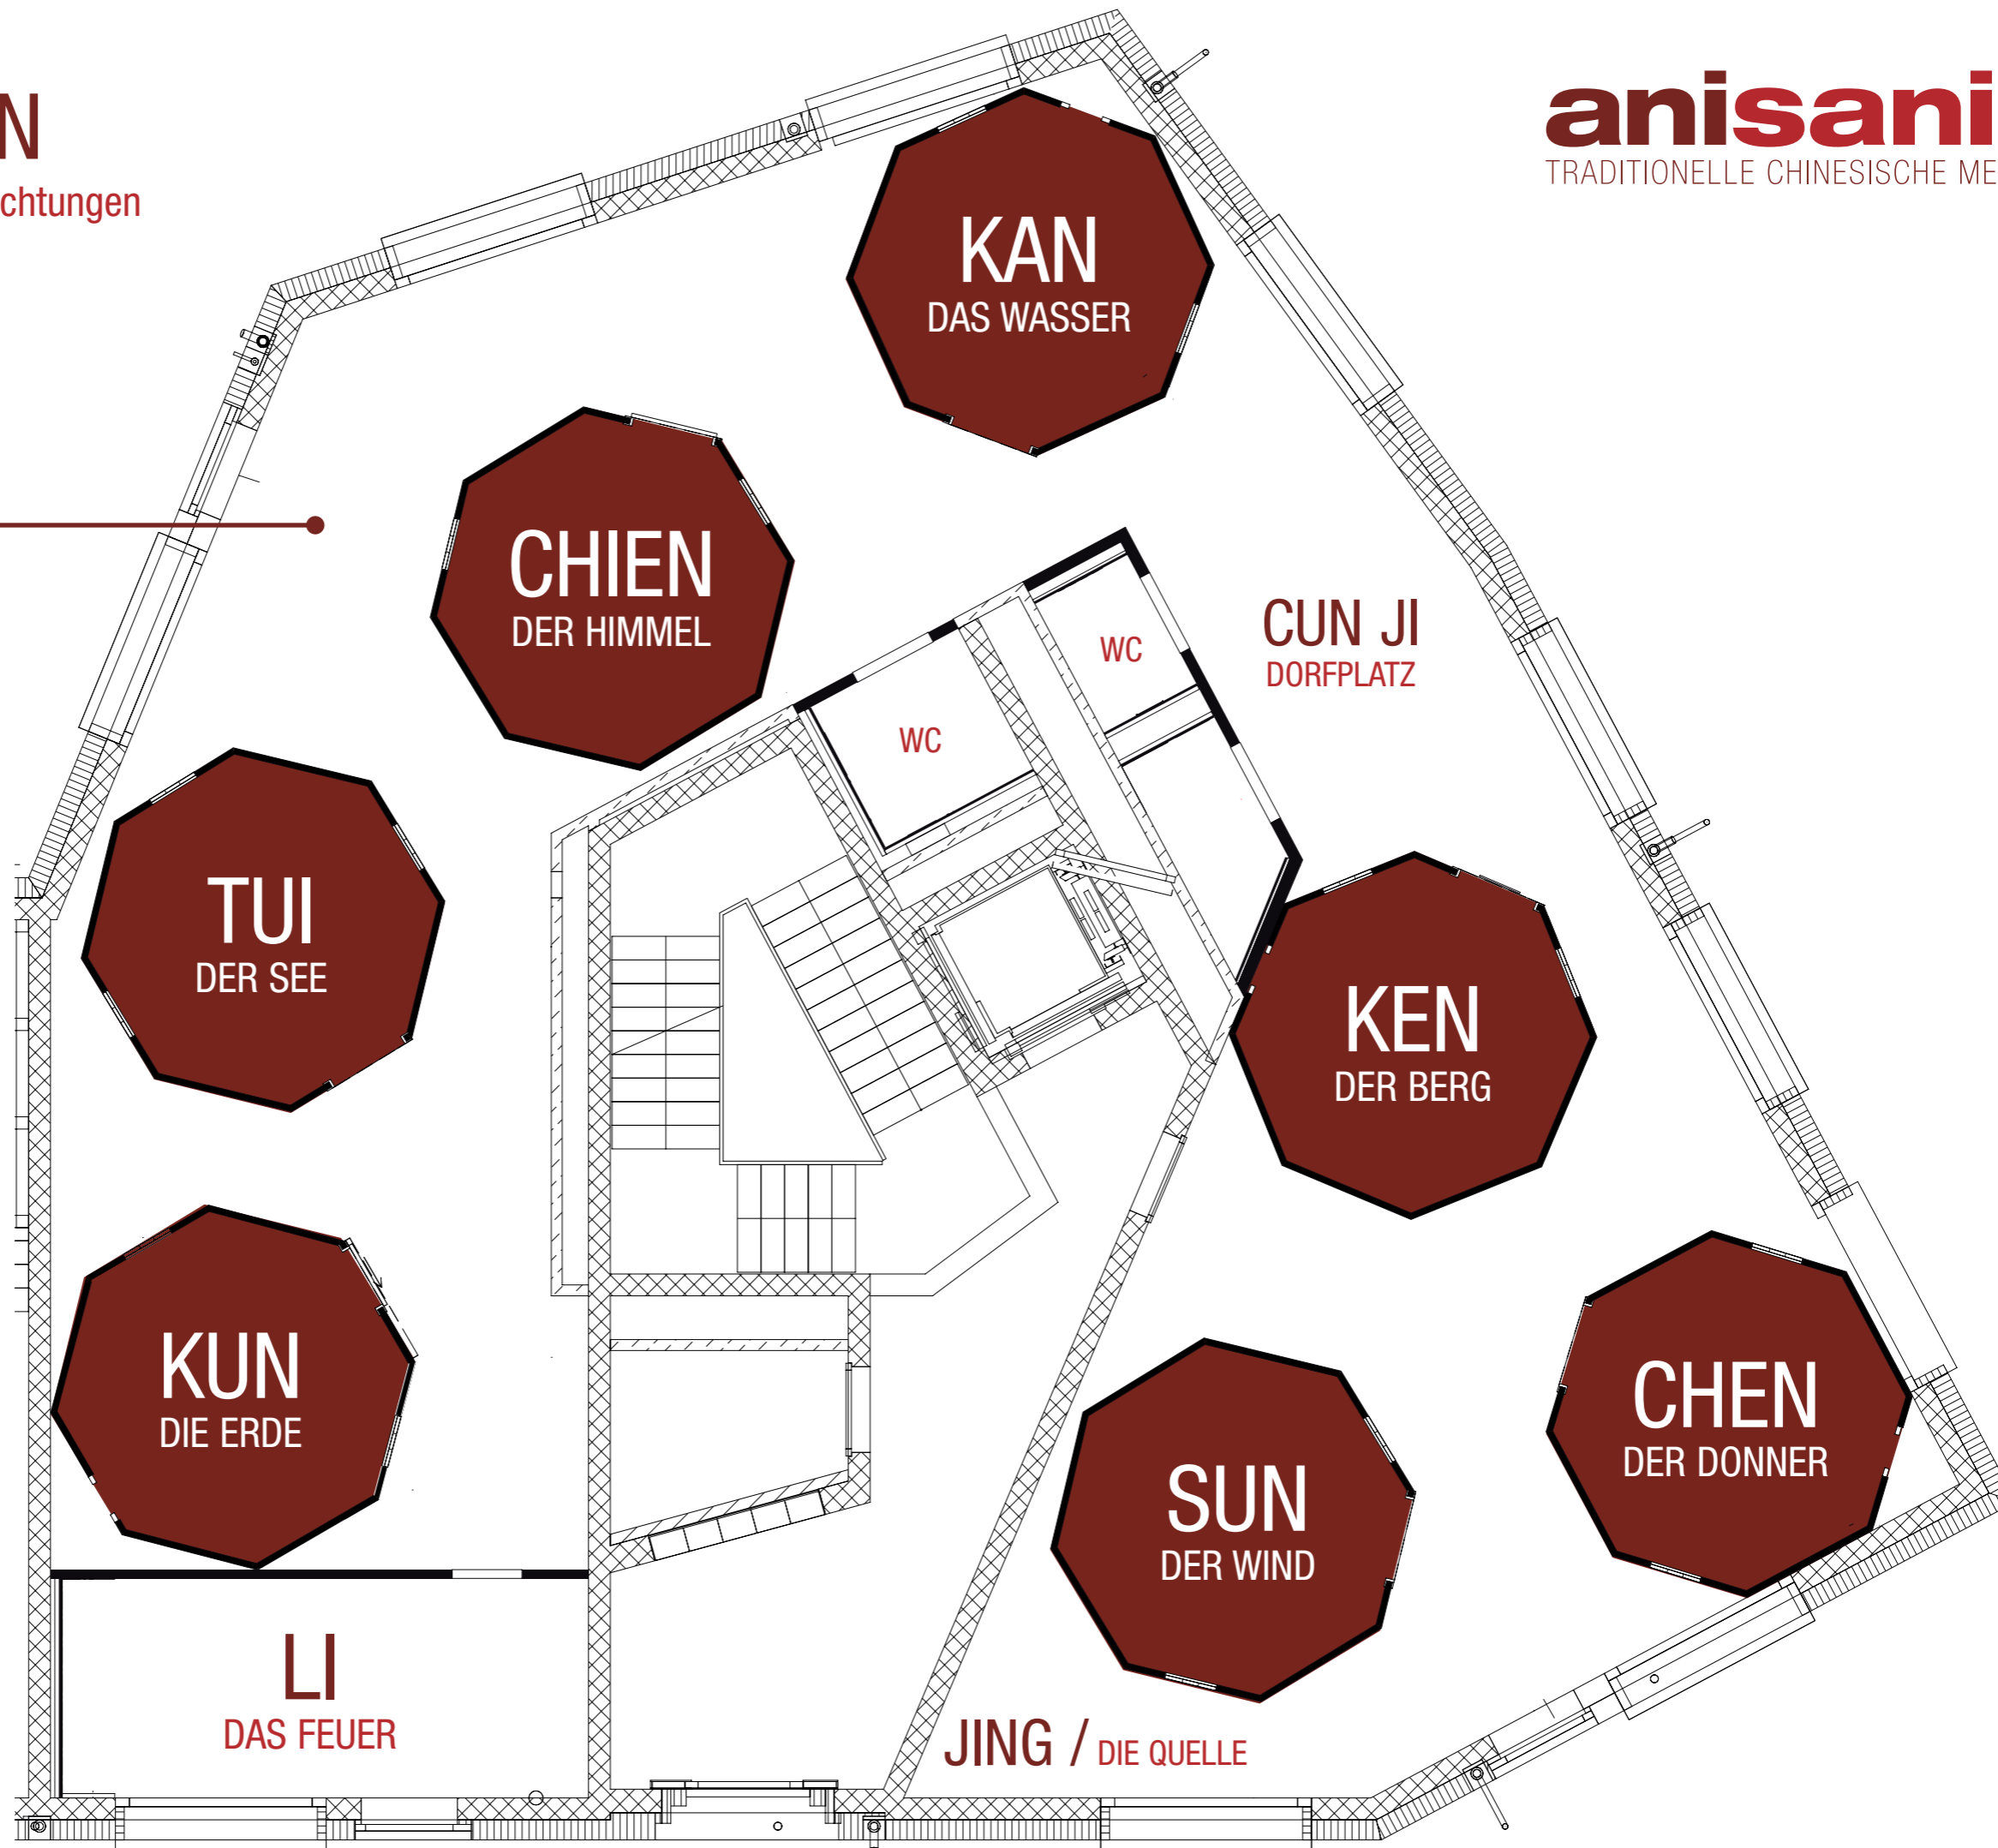 N
chtungen
anisani
TRADITIONELLE CHINESISCHE ME
KAN
DAS WASSER
CHIEN
DER HIMMEL
CUN JI
DORFPLATZ
WC
WC
TUI
DER SEE
KEN
DER BERG
KUN
DIE ERDE
CHEN
DER DONNER
SUN
DER WIND
LI
DAS FEUER
JING / DIE QUELLE